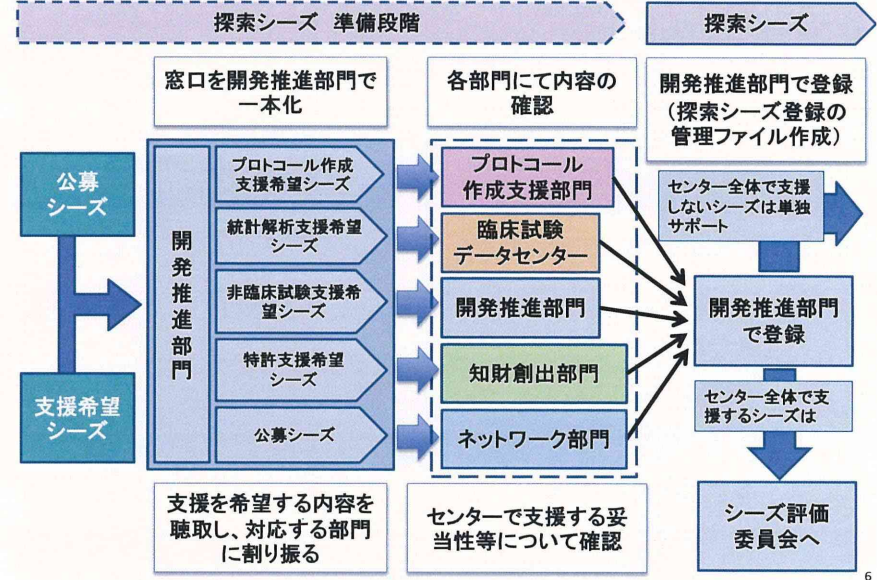 探索シーズ 準備段階
探索シーズ
窓口を開発推進部門で
一本化
各部門にて内容の
確認
開発推進部門で登録
(探索シーズ登録の
管理ファイル作成)
公募
シーズ
支援希望
シーズ
開発推進部門
プロトコール作成
支援希望シーズ
統計解析支援希望
シーズ
非臨床試験支援希
望シーズ
特許支援希望
シーズ
公募シーズ
プロトコール
作成支援部門
臨床試験
データセンター
開発推進部門
知財創出部門
ネットワーク部門
センター全体で支援
しないシーズは単独
サポート
開発推進部門
で登録
センター全体で支
援するシーズは
シーズ評価
委員会へ
支援を希望する内容を
聴取し、対応する部門
に割り振る
センターで支援する妥
当性等について確認
6